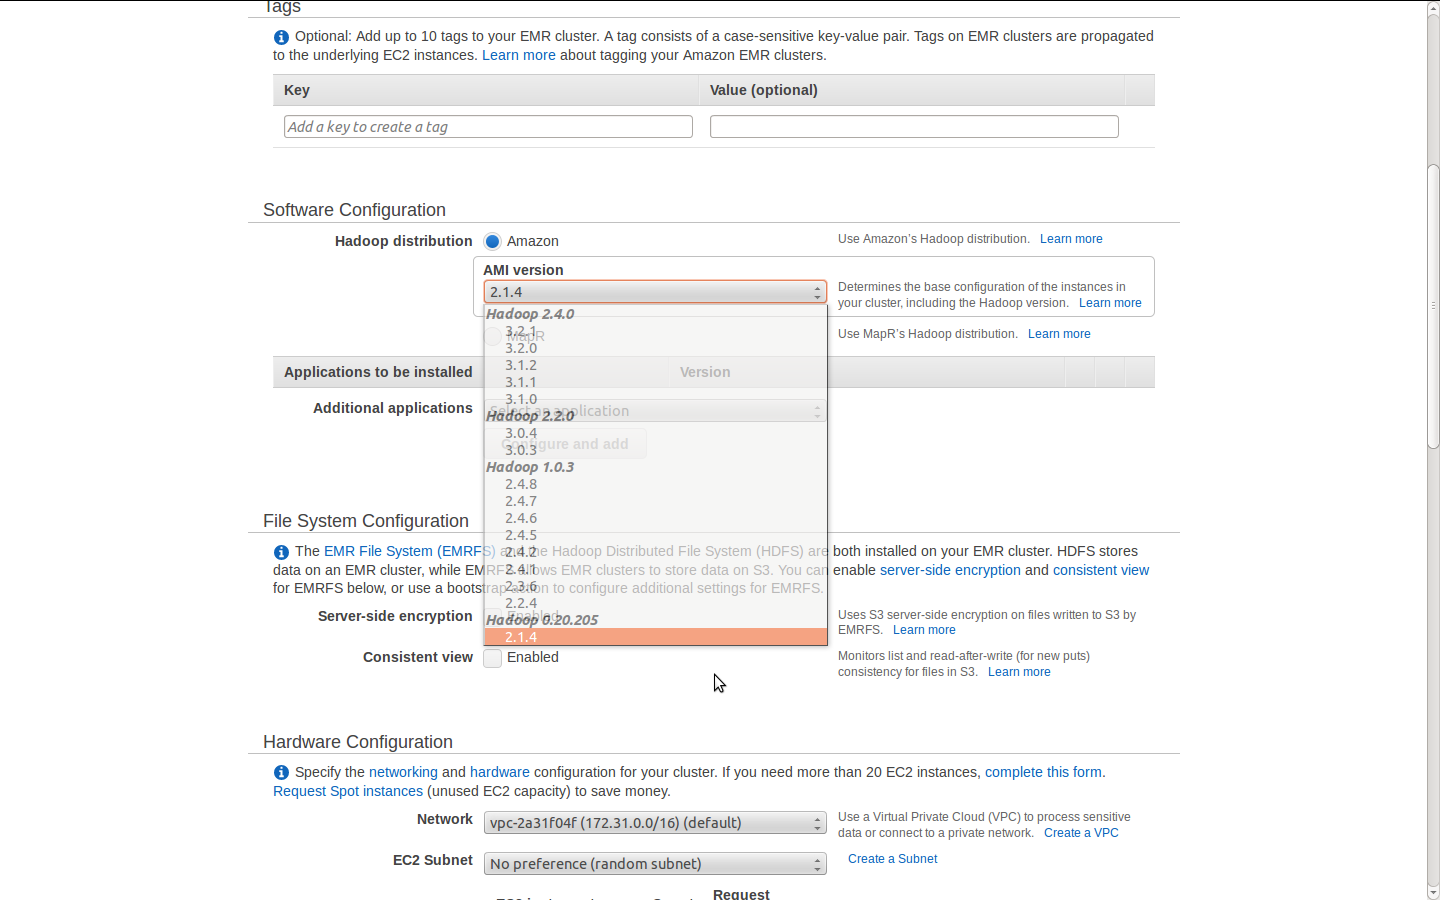 Tags
Optional: Add up to 10 tags to your EMR cluster. A tag consists of a case-sensitive key-value pair. Tags on EMR clusters are propagated
to the underlying EC2 instances. Learn more about tagging your Amazon EMR clusters.
Key Value (optional)
Add a key to create a tag
Software Configuration
Hadoop distribution Amazon Use Amazon's Hadoop distribution. Learn more
AMI version
2.1.4 Determines the base configuration of the instances in
your cluster, including the Hadoop version. Learn more
Hadoop 2.4.0
3.2.1
MapR Use MapR's Hadoop distribution. Learn more
3.2.0
3.1.2
Applications to be installed Version
3.1.1
3.1.0
Additional applications Select an application
Hadoop 2.2.0
3.0.4
Configure and add
3.0.3
Hadoop 1.0.3
2.4.8
2.4.7
2.4.6
File System Configuration
2.4.5
The EMR File System (EMRFS) and the Hadoop Distributed File System (HDFS) are both installed on your EMR cluster. HDFS stores
2.4.2
data on an EMR cluster, while EMRFS allows EMR clusters to store data on S3. You can enable server-side encryption and consistent view
2.4.1
for EMRFS below, or use a bootstrap action to configure additional settings for EMRFS.
2.3.6
2.2.4
Server-side encryption Enabled Uses S3 server-side encryption on files written to S3 by
EMRFS. Learn more
Hadoop 0.20.205
2.1.4
Consistent view Enabled Monitors list and read-after-write (for new puts)
consistency for files in S3. Learn more
Hardware Configuration
Specify the networking and hardware configuration for your cluster. If you need more than 20 EC2 instances, complete this form.
Request Spot instances (unused EC2 capacity) to save money.
Network vpc-2a31f04f (172.31.0.0/16) (default) Use a Virtual Private Cloud (VPC) to process sensitive
data or connect to a private network. Create a VPC
EC2 Subnet No preference (random subnet) Create a Subnet
Request